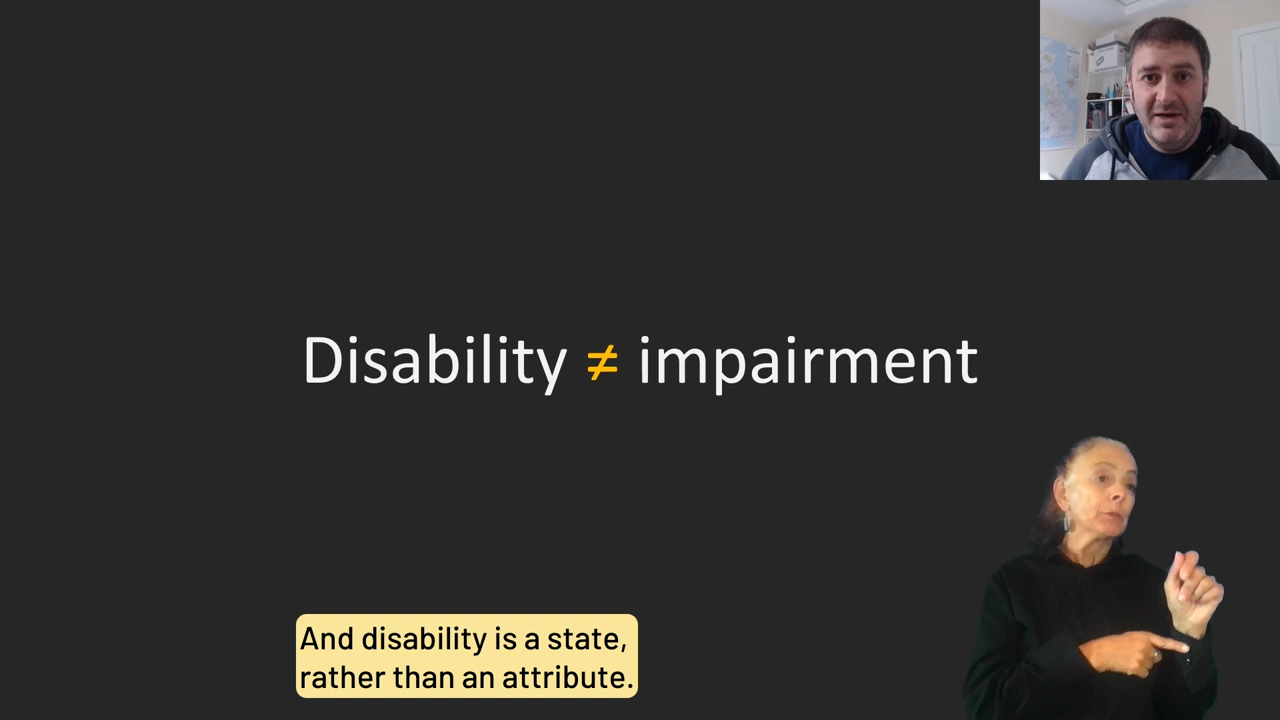 Disability ≠ impairment
And disability is a state,
rather than an attribute.